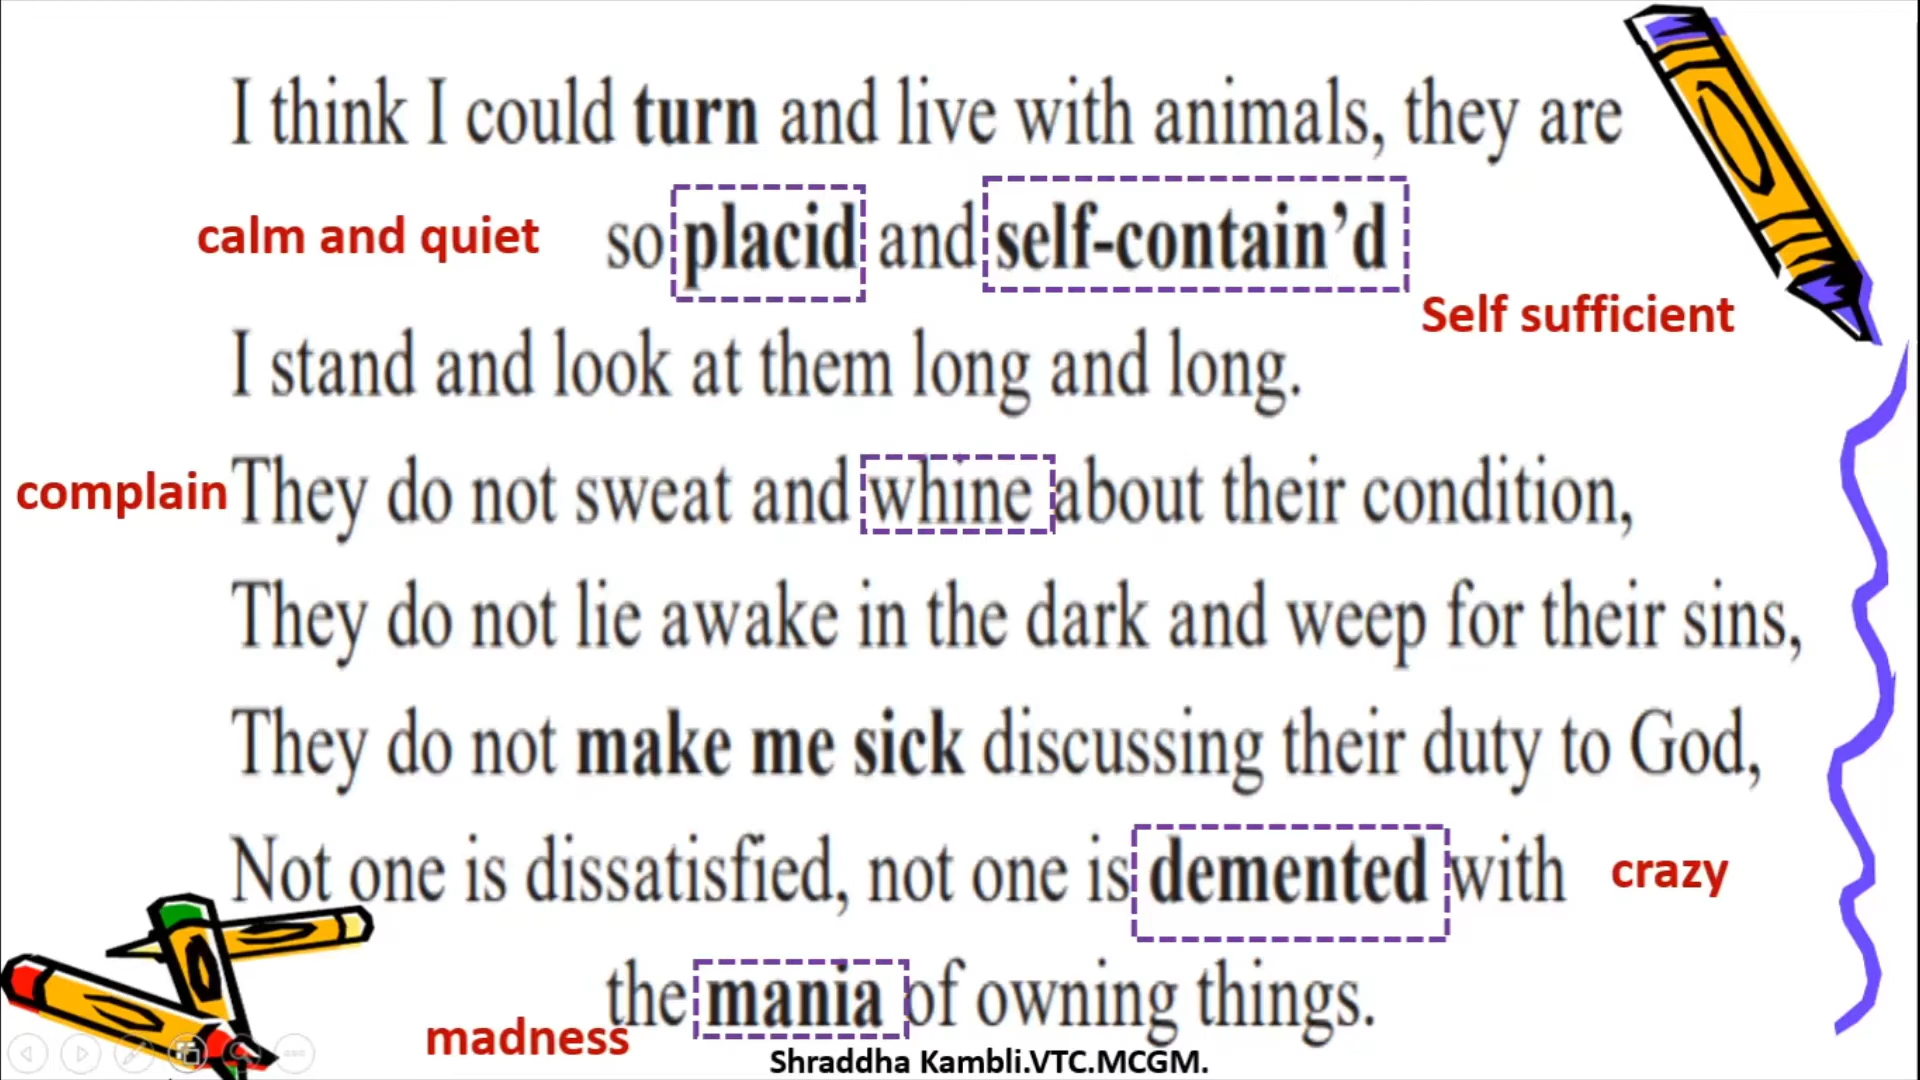 I think I could turn and live with animals, they are
calm and quiet so placid and self-contain’d
Self sufficient
I stand and look at them long and long.
complain They do not sweat and whine about their condition,
They do not lie awake in the dark and weep for their sins,
They do not make me sick discussing their duty to God,
Not one is dissatisfied, not one is demented with crazy
the mania of owning things.
madness
Shraddha Kambli.VTC.MCGM.